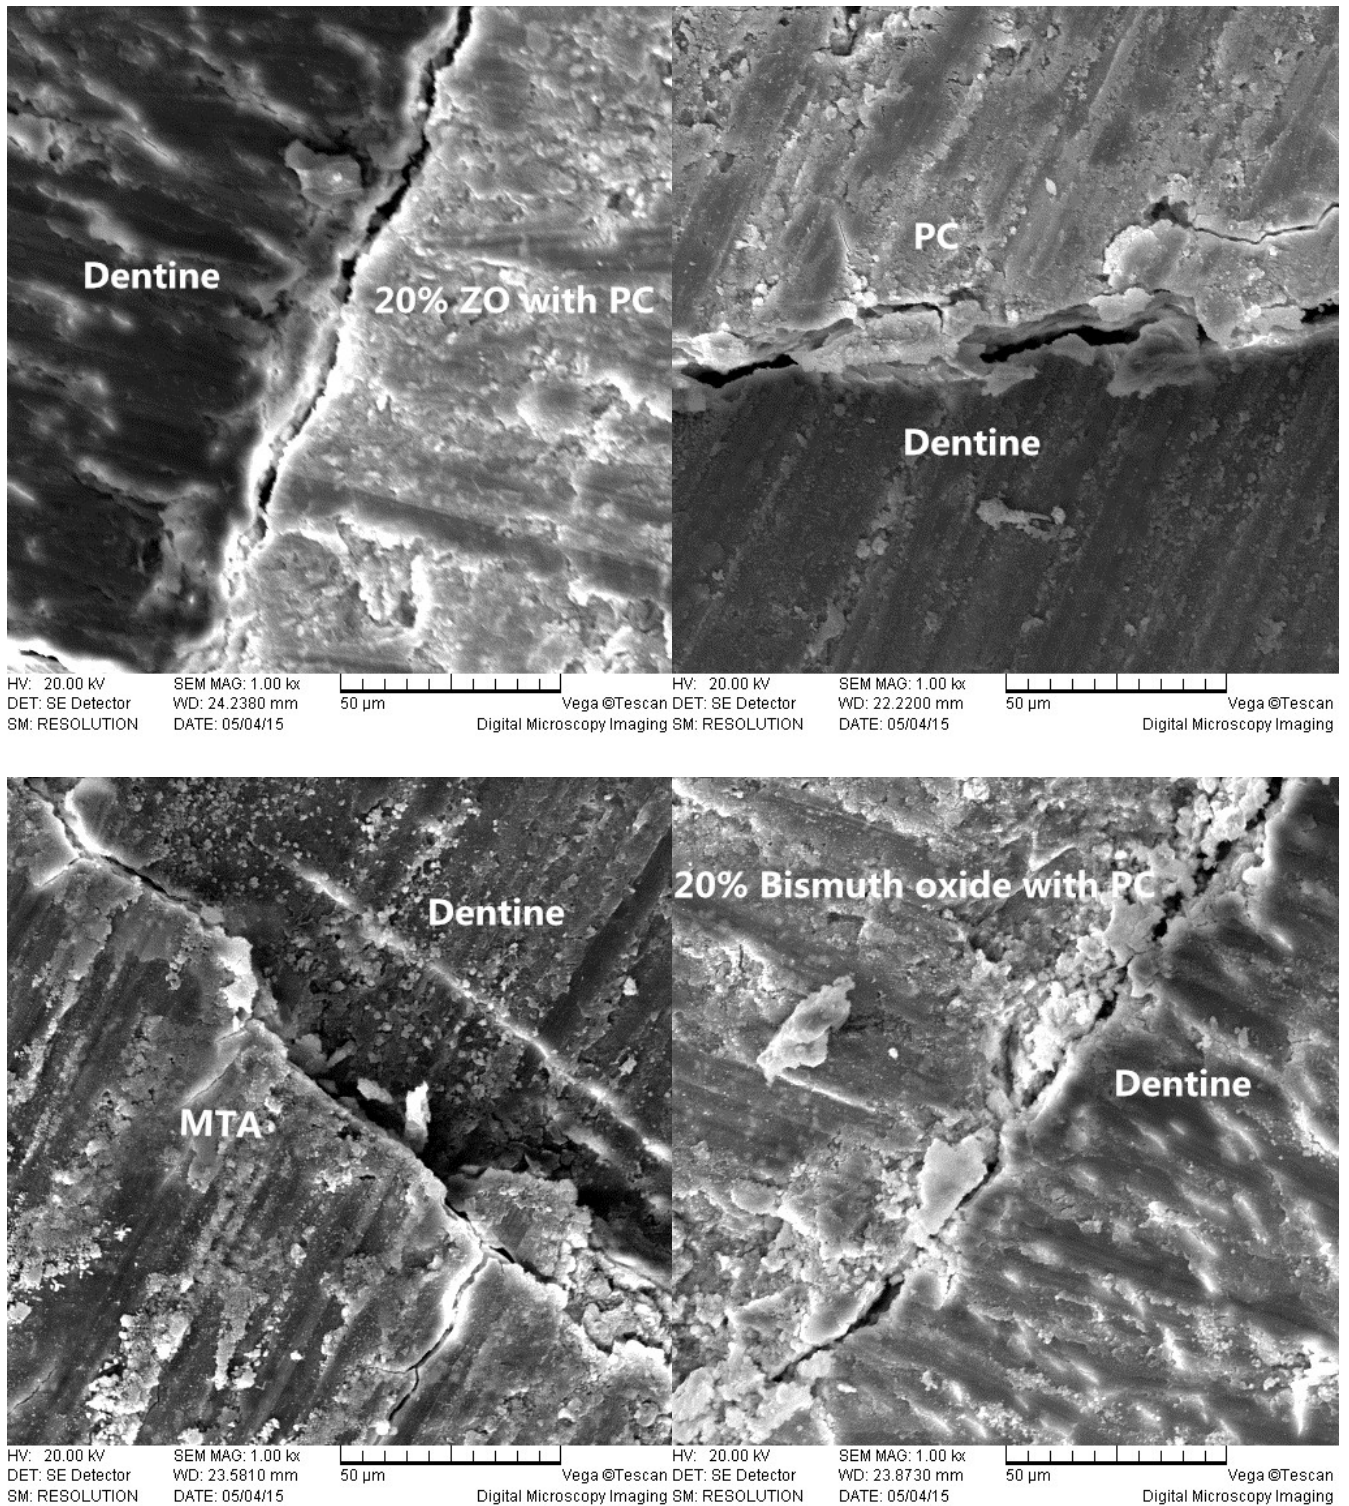 Dentine
20% ZO with PC
HV: 20.00 kV SEM MAG: 1.00 kx
DET: SE Detector WD: 24.2380 mm 50 µm Vega ©Tescan
SM: RESOLUTION DATE: 05/04/15 Digital Microscopy Imaging
PC
Dentine
HV: 20.00 kV SEM MAG: 1.00 kx
DET: SE Detector WD: 22.2200 mm 50 µm Vega ©Tescan
SM: RESOLUTION DATE: 05/04/15 Digital Microscopy Imaging
Dentine
MTA
HV: 20.00 kV SEM MAG: 1.00 kx
DET: SE Detector WD: 23.5810 mm 50 µm Vega ©Tescan
SM: RESOLUTION DATE: 05/04/15 Digital Microscopy Imaging
20% Bismuth oxide with PC
Dentine
HV: 20.00 kV SEM MAG: 1.00 kx
DET: SE Detector WD: 23.8730 mm 50 µm Vega ©Tescan
SM: RESOLUTION DATE: 05/04/15 Digital Microscopy Imaging